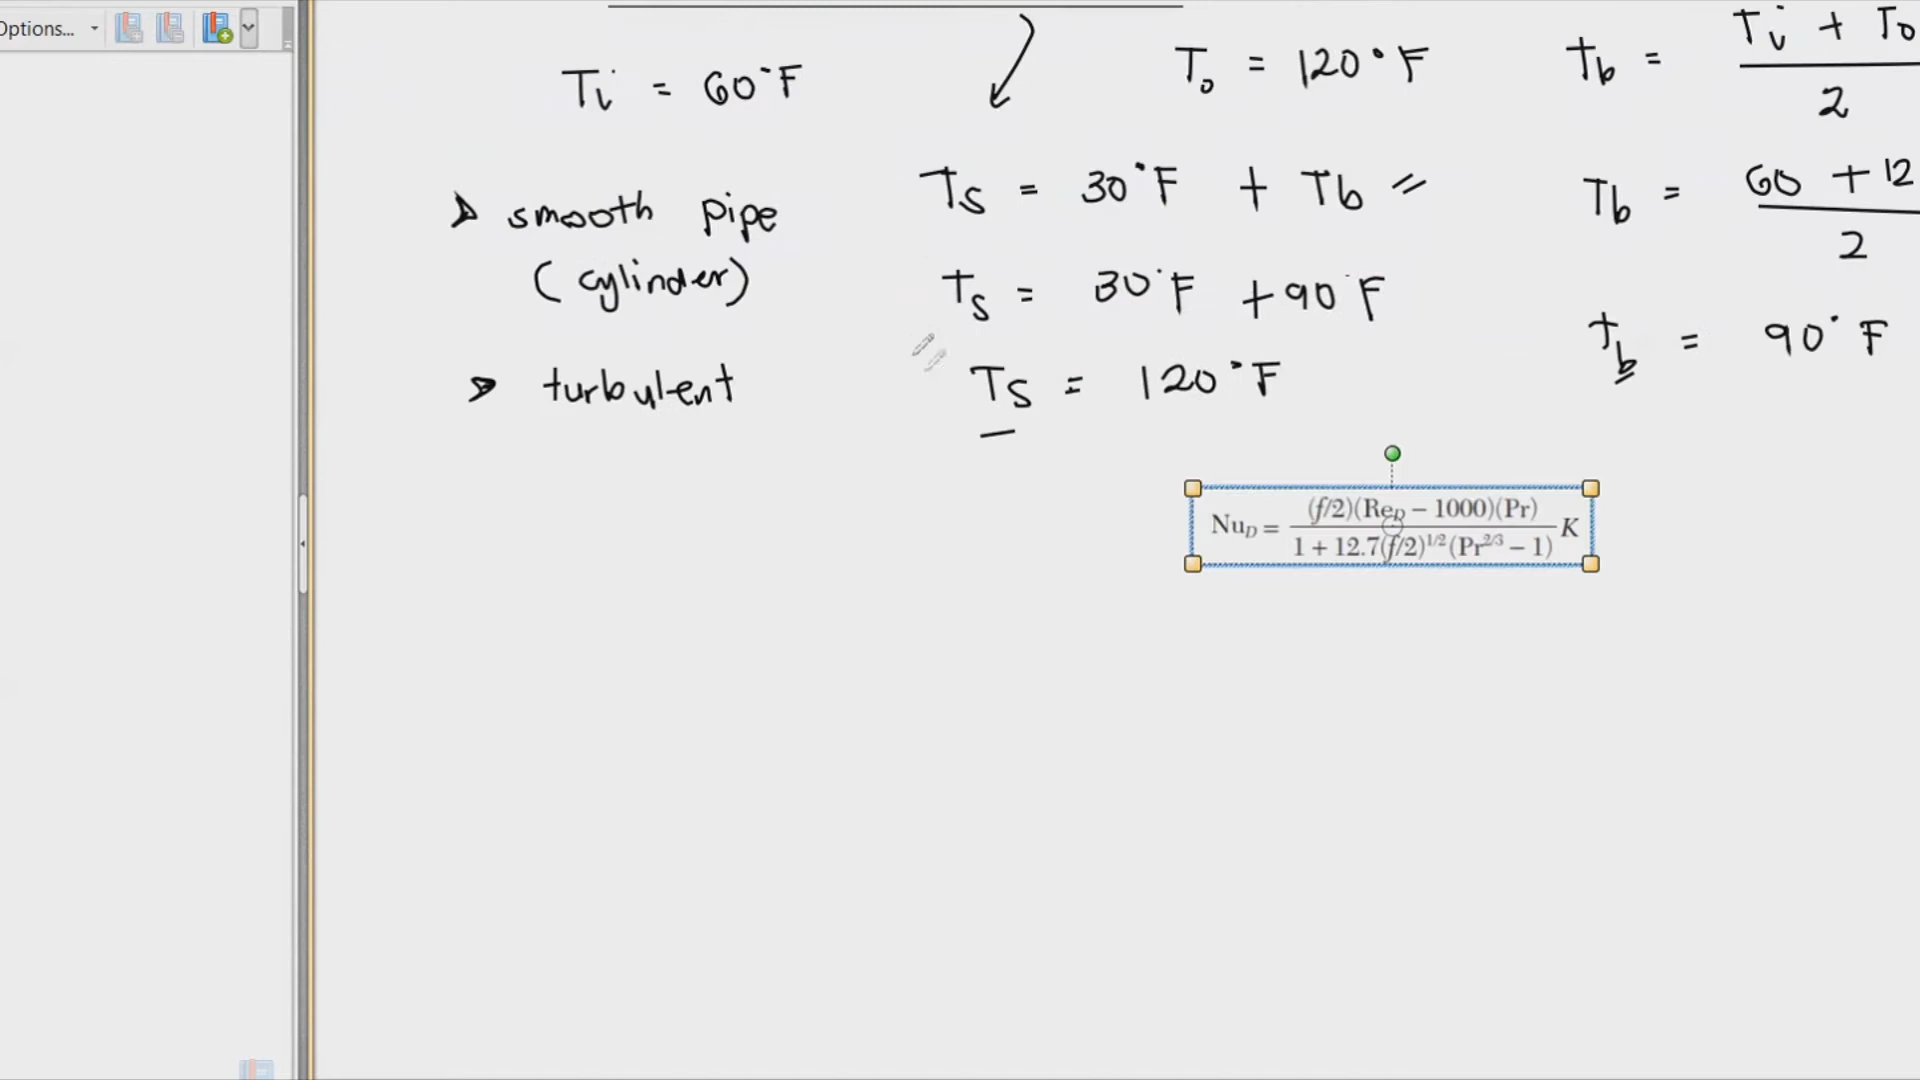 Options...
Ti = 60°F
To = 120°F
tb = Ti + To / 2
Ts = 30°F + Tb =
Tb = 60 + 12 / 2
➤ smooth pipe
(cylinder)
ts = 30°F + 90°F
tb = 90°F
➤ turbulent
Ts = 120°F
Nu_D = (f/2)(Re_D − 1000)(Pr) / 1 + 12.7(f/2)^1/2 (Pr^2/3 − 1) K